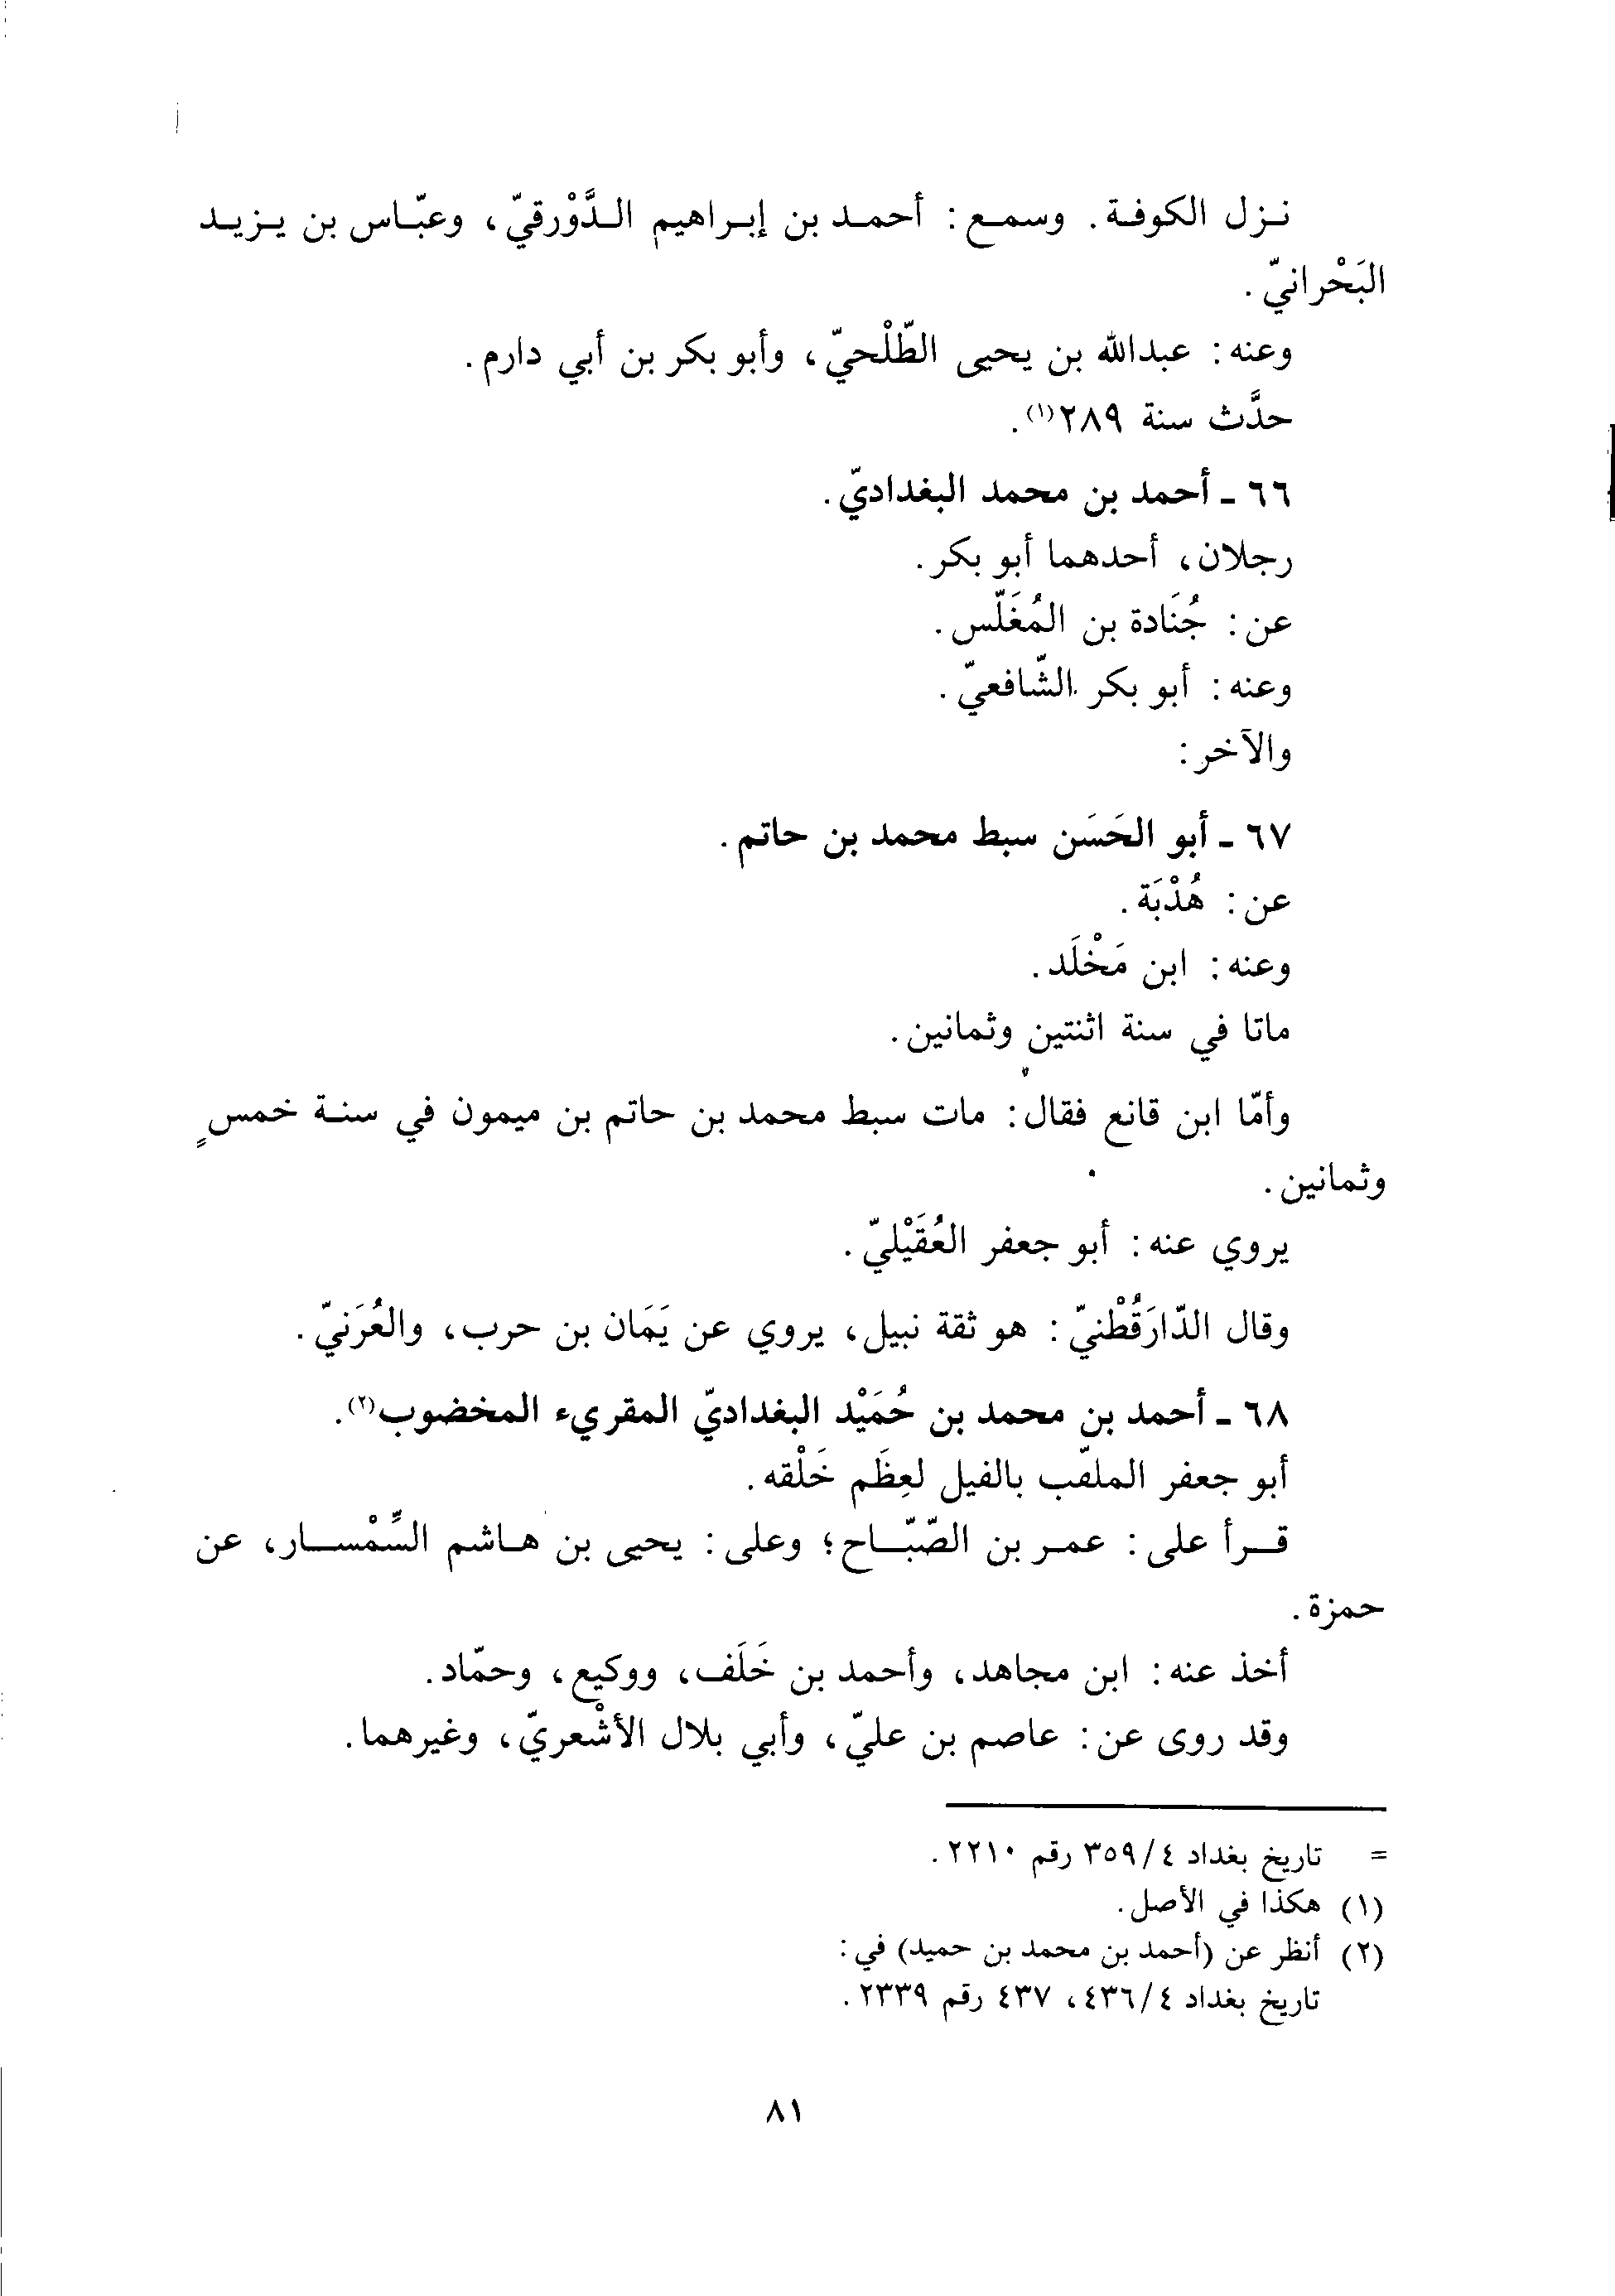 نزل الكوفة. وسمع: أحمد بن إبراهيم الدَّوْرقيّ، وعبّاس بن يزيد
البَحْرانيّ.
وعنه: عبدالله بن يحيى الطّلْحيّ، وأبو بكر بن أبي دارم.
حدَّث سنة ٢٨٩(١).
٦٦ - أحمد بن محمد البغداديّ.
رجلان، أحدهما أبو بكر.
عن: جُنَادة بن المُغَلّس.
وعنه: أبو بكر الشّافعيّ.
والآخر:
٦٧ - أبو الحَسَن سبط محمد بن حاتم.
عن: هُدْبَة.
وعنه: ابن مَخْلَد.
ماتا في سنة اثنتين وثمانين.
وأمّا ابن قانع فقال: مات سبط محمد بن حاتم بن ميمون في سنة خمسٍ
وثمانين.
يروي عنه: أبو جعفر العُقَيْليّ.
وقال الدّارَقُطْنيّ: هو ثقة نبيل، يروي عن يَمَان بن حرب، والعُرَنيّ.
٦٨ - أحمد بن محمد بن حُمَيْد البغداديّ المقريء المخضوب(٢).
أبو جعفر الملقّب بالفيل لعِظَم خَلْقه.
قرأ على: عمر بن الصّبّاح؛ وعلى: يحيى بن هاشم السِّمْسار، عن
حمزة.
أخذ عنه: ابن مجاهد، وأحمد بن خَلَف، ووكيع، وحمّاد.
وقد روى عن: عاصم بن عليّ، وأبي بلال الأشْعريّ، وغيرهما.
= تاريخ بغداد ٤/٣٥٩ رقم ٢٢١٠.
(١) هكذا في الأصل.
(٢) أنظر عن (أحمد بن محمد بن حميد) في:
تاريخ بغداد ٤/٤٣٦، ٤٣٧ رقم ٢٣٣٩.
٨١